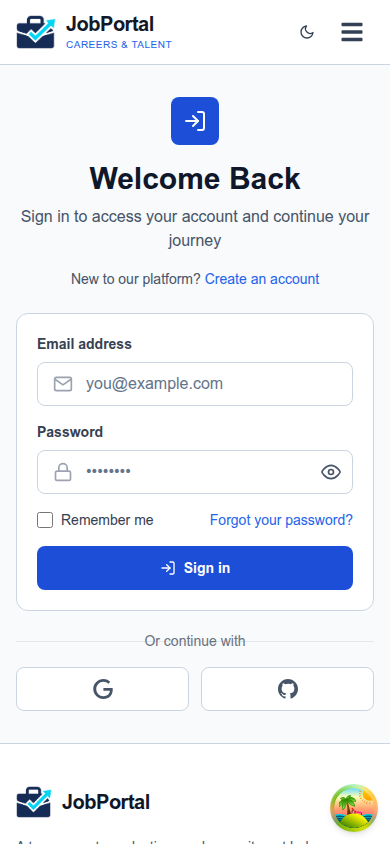 JobPortal
CAREERS & TALENT
Welcome Back
Sign in to access your account and continue your
journey
New to our platform? Create an account
Email address
you@example.com
Password
••••••••
Remember me
Forgot your password?
Sign in
Or continue with
JobPortal